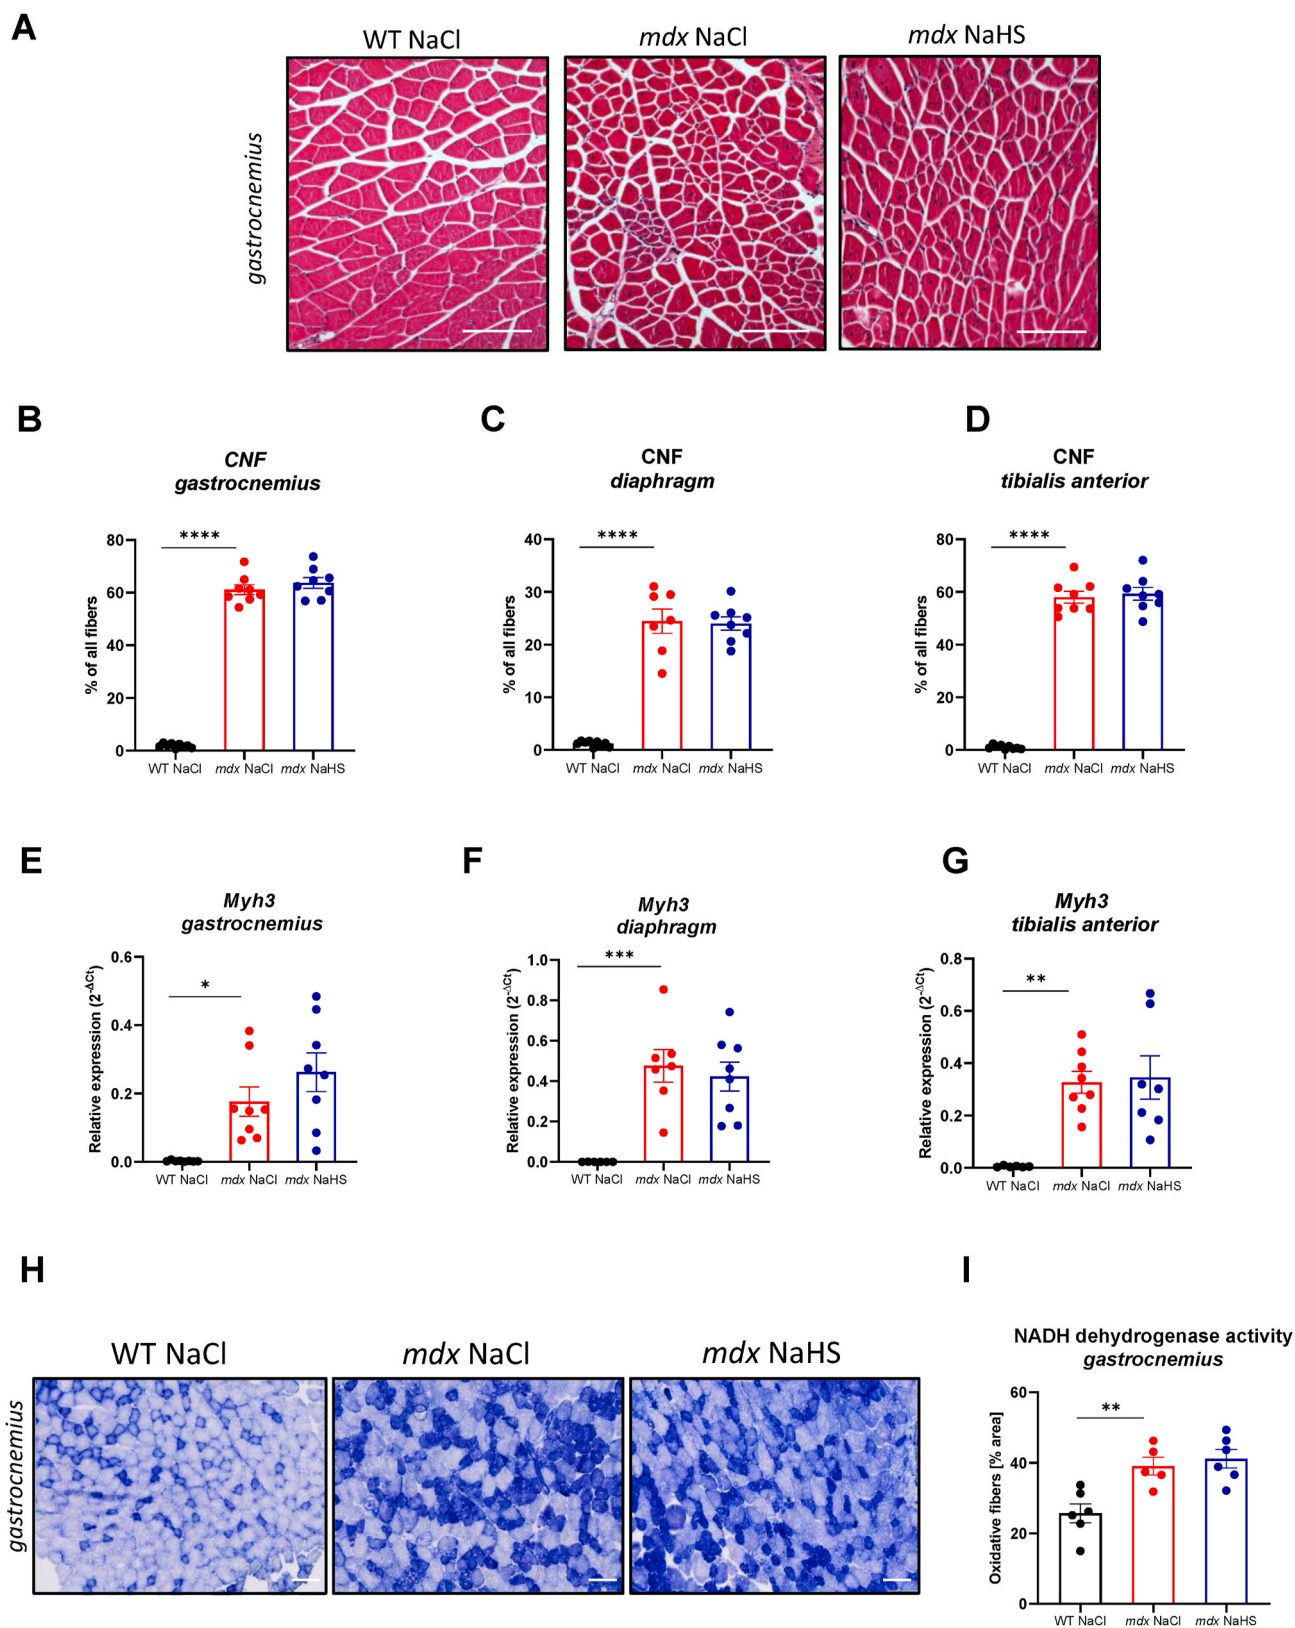 A
WT NaCl
mdx NaCl
mdx NaHS
gastrocnemius
B
CNF
gastrocnemius
% of all fibers
80
60
40
20
0
****
WT NaCl
mdx NaCl
mdx NaHS
C
CNF
diaphragm
% of all fibers
40
30
20
10
0
****
WT NaCl
mdx NaCl
mdx NaHS
D
CNF
tibialis anterior
% of all fibers
80
60
40
20
0
****
WT NaCl
mdx NaCl
mdx NaHS
E
Myh3
gastrocnemius
Relative expression (2^-ΔCt)
0.6
0.4
0.2
0.0
*
WT NaCl
mdx NaCl
mdx NaHS
F
Myh3
diaphragm
Relative expression (2^-ΔCt)
1.0
0.8
0.6
0.4
0.2
0.0
***
WT NaCl
mdx NaCl
mdx NaHS
G
Myh3
tibialis anterior
Relative expression (2^-ΔCt)
0.8
0.6
0.4
0.2
0.0
**
WT NaCl
mdx NaCl
mdx NaHS
H
WT NaCl
mdx NaCl
mdx NaHS
gastrocnemius
I
NADH dehydrogenase activity
gastrocnemius
Oxidative fibers [% area]
60
40
20
0
**
WT NaCl
mdx NaCl
mdx NaHS